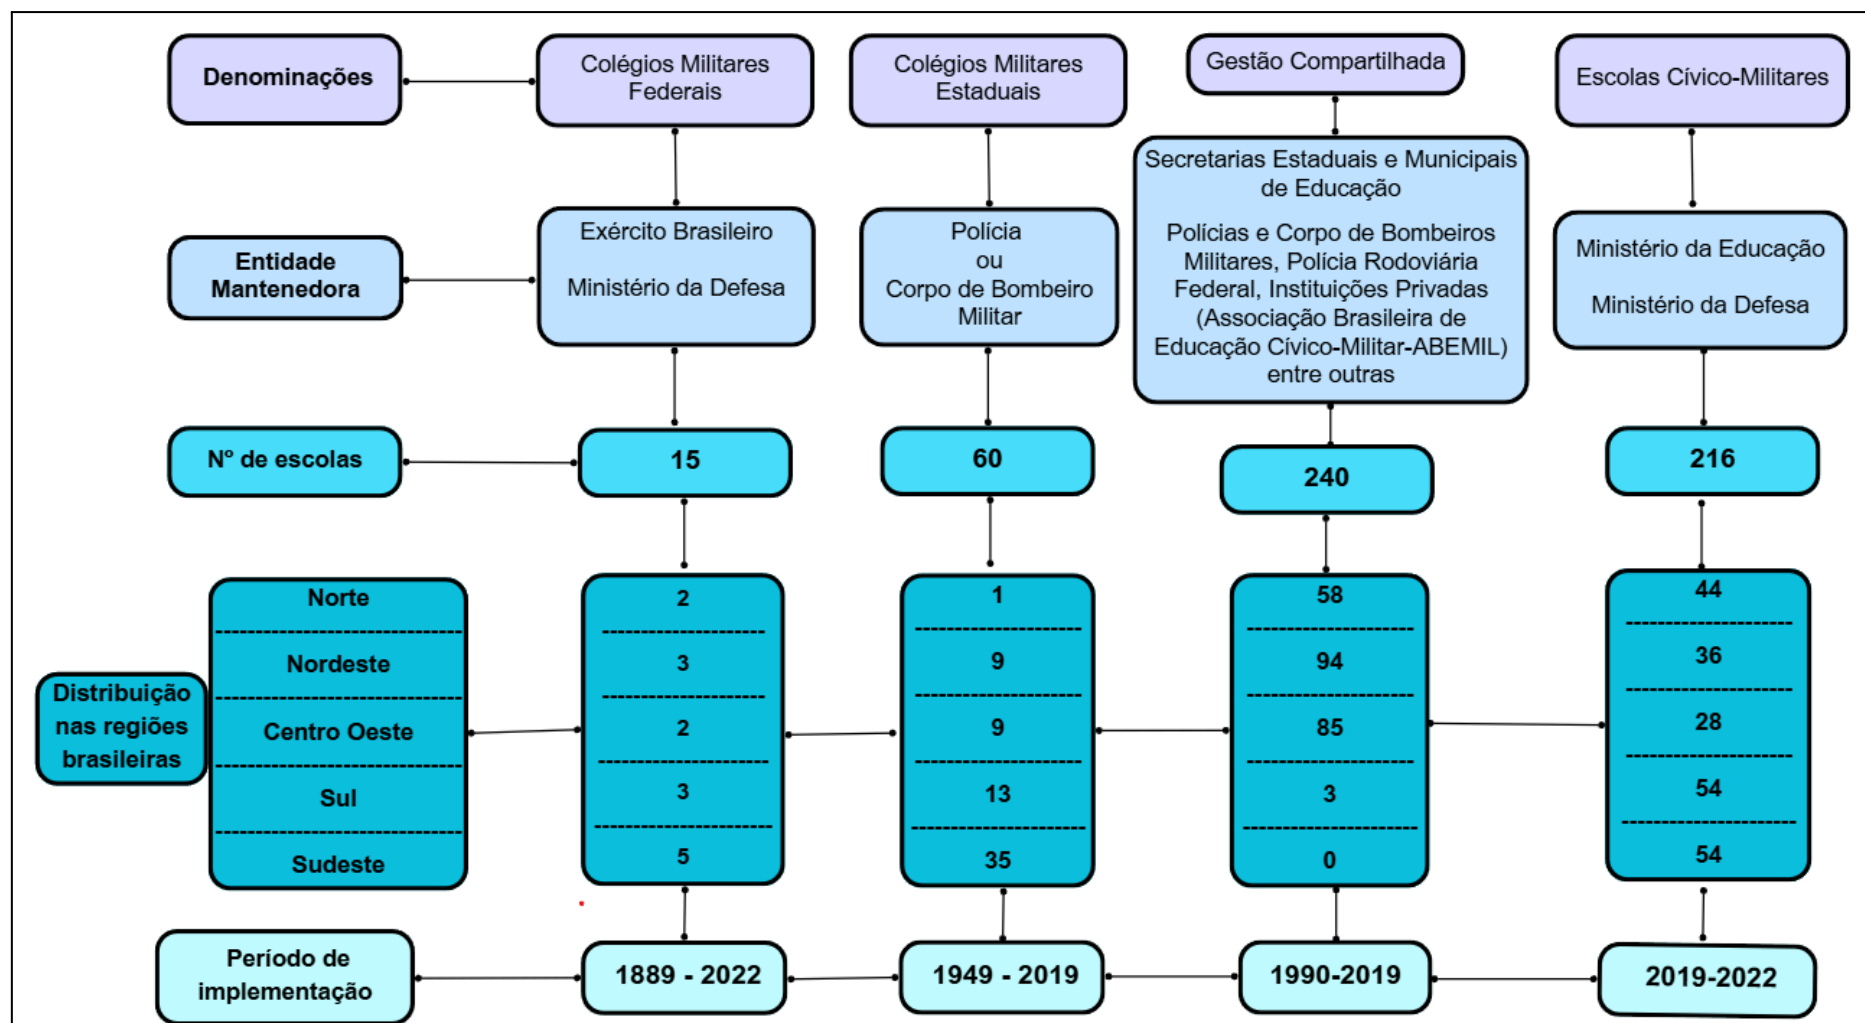 Denominações
Colégios Militares
Federais
Colégios Militares
Estaduais
Gestão Compartilhada
Escolas Cívico-Militares
Entidade
Mantenedora
Exército Brasileiro
Ministério da Defesa
Polícia
ou
Corpo de Bombeiro
Militar
Secretarias Estaduais e Municipais
de Educação
Polícias e Corpo de Bombeiros
Militares, Polícia Rodoviária
Federal, Instituições Privadas
(Associação Brasileira de
Educação Cívico-Militar-ABEMIL)
entre outras
Ministério da Educação
Ministério da Defesa
Nº de escolas
15
60
240
216
Distribuição
nas regiões
brasileiras
Norte
2
1
58
44
Nordeste
3
9
94
36
Centro Oeste
2
9
85
28
Sul
3
13
3
54
Sudeste
5
35
0
54
Período de
implementação
1889 - 2022
1949 - 2019
1990-2019
2019-2022